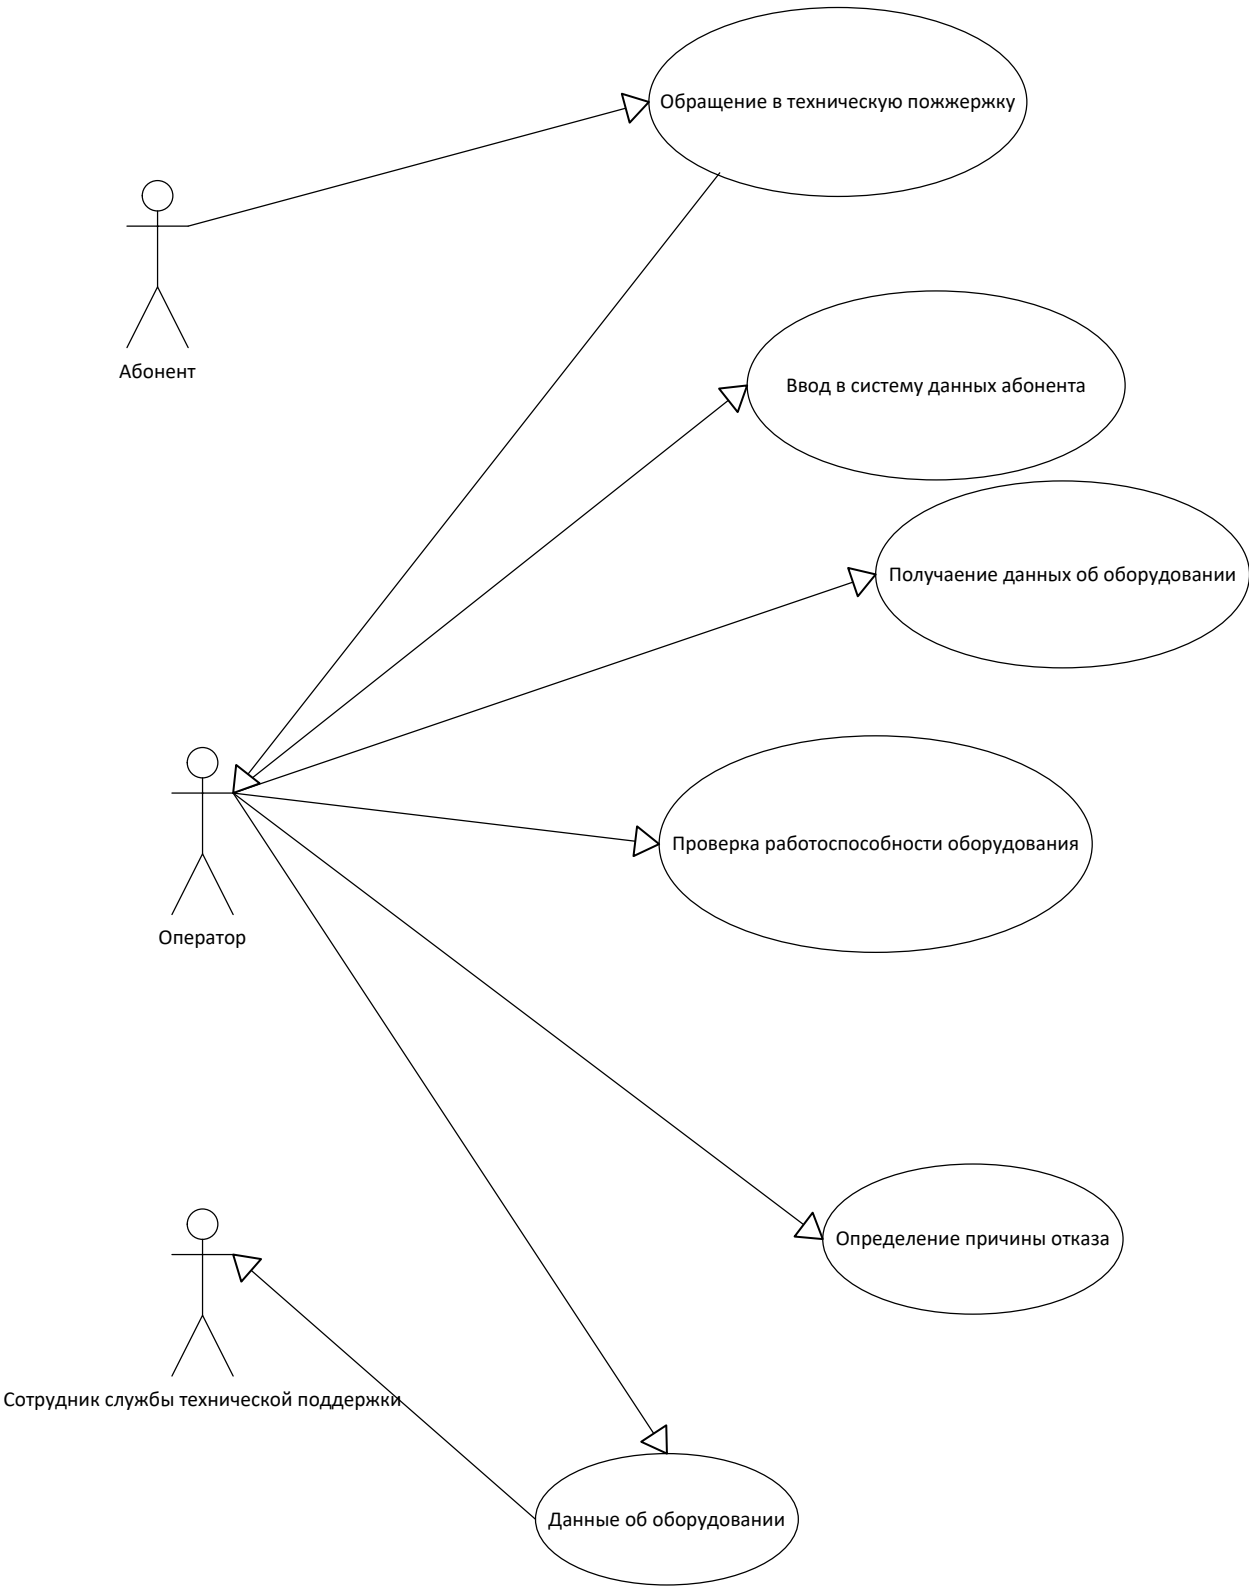 Обращение в техническую пожжержку
Абонент
Ввод в систему данных абонента
Получаение данных об оборудовании
Проверка работоспособности оборудования
Оператор
Определение причины отказа
Сотрудник службы технической поддержки
Данные об оборудовании